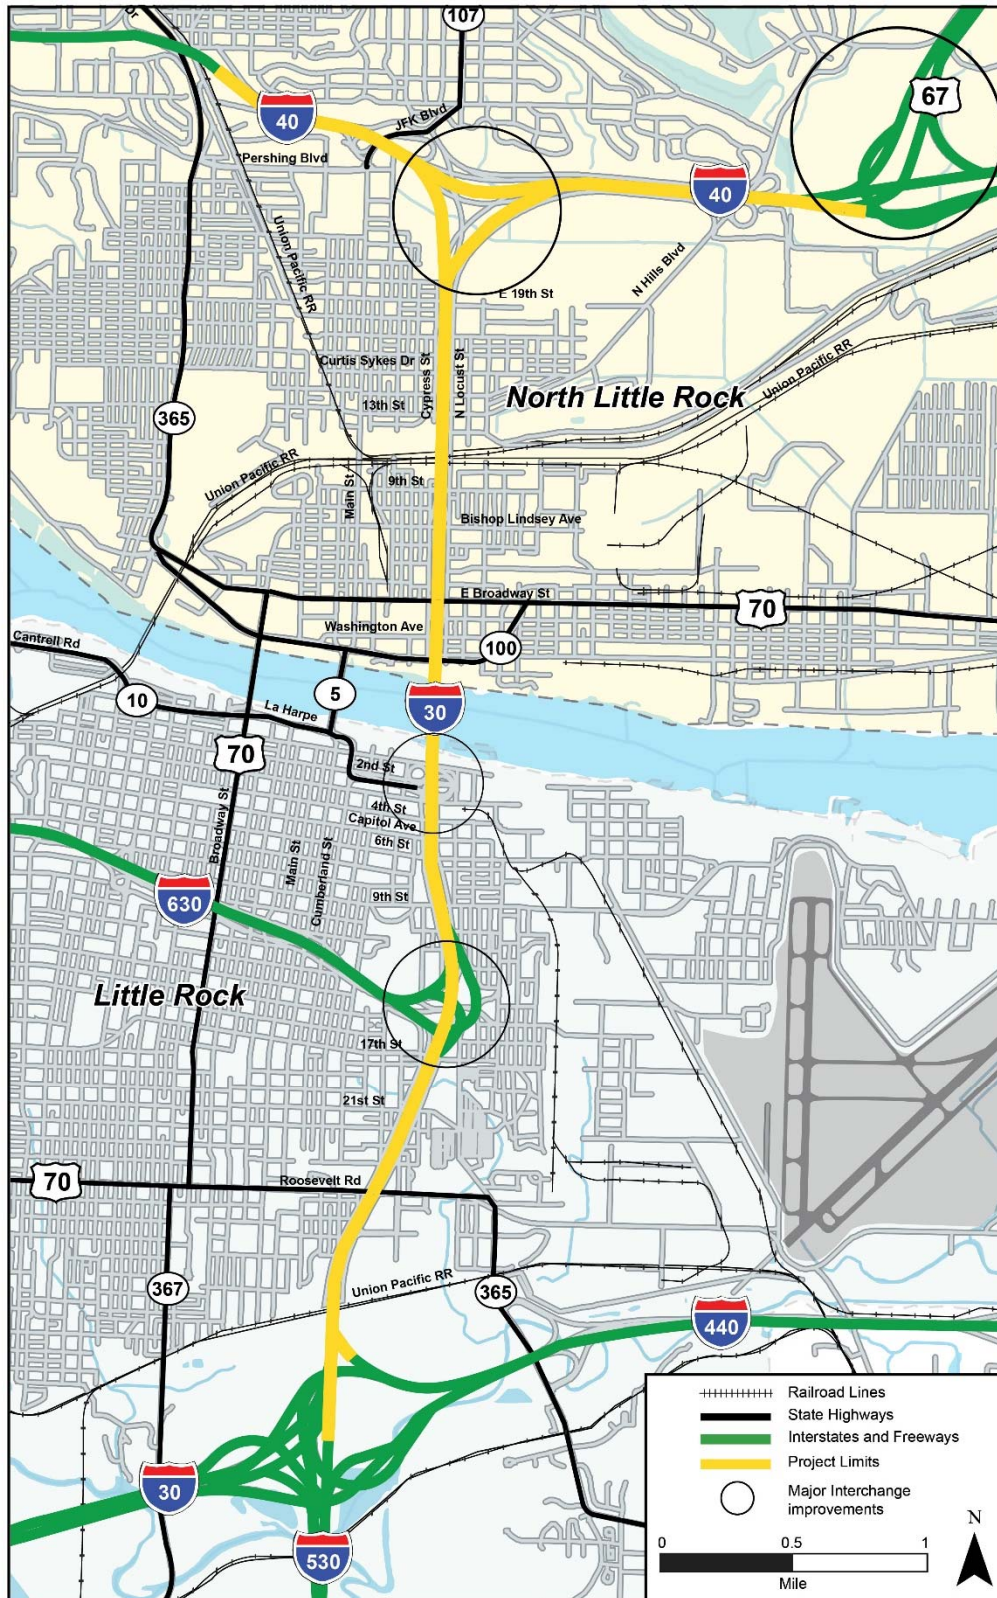 Dr
107
67
40
JFK Blvd
Pershing Blvd
40
Union Pacific RR
N Hills Blvd
E 19th St
Curtis Sykes Dr
Cypress St
N Locust St
Union Pacific RR
North Little Rock
13th St
365
Union Pacific RR
9th St
Main St
Bishop Lindsey Ave
E Broadway St
70
Washington Ave
100
Cantrell Rd
10
5
30
La Harpe
70
2nd St
4th St
Capitol Ave
6th St
Broadway St
Main St
Cumberland St
9th St
630
Little Rock
17th St
21st St
70
Roosevelt Rd
367
Union Pacific RR
365
440
30
530
Railroad Lines
State Highways
Interstates and Freeways
Project Limits
Major Interchange
improvements
N
0 0.5 1
Mile